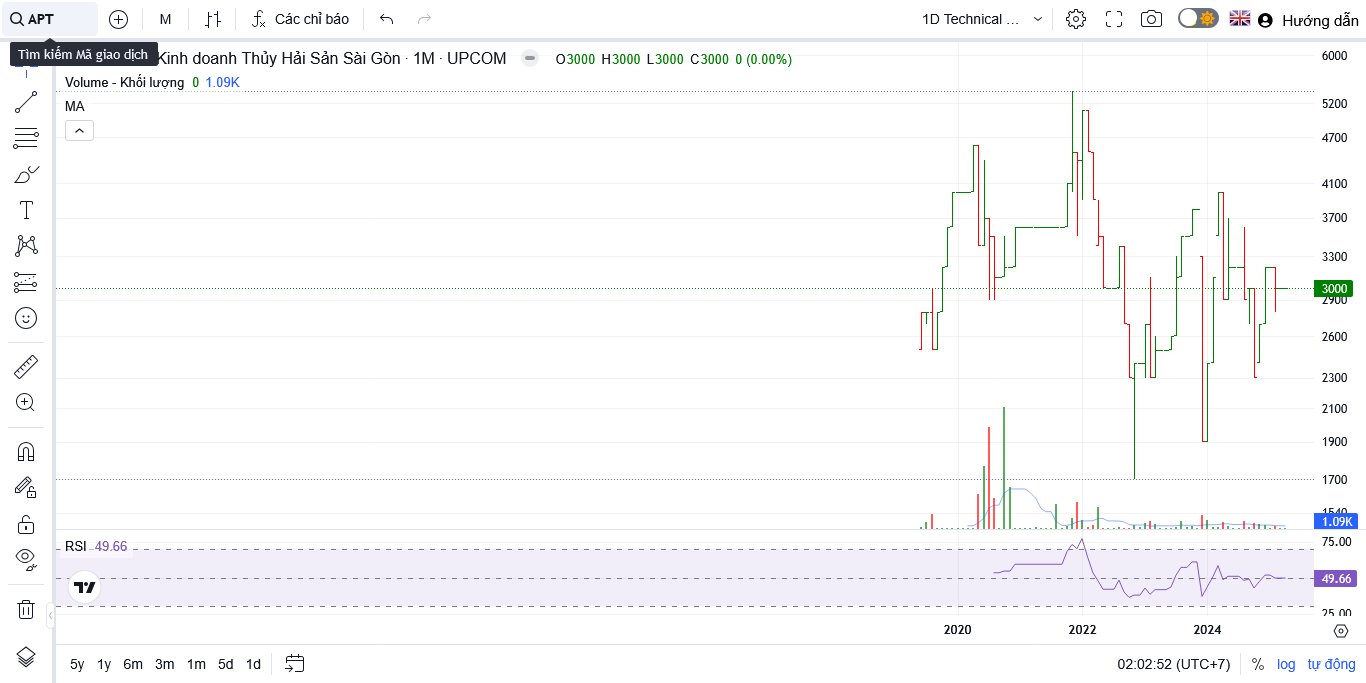 APT
M
Các chỉ báo
1D Technical ...
Hướng dẫn
Tìm kiếm Mã giao dịch
Kinh doanh Thủy Hải Sản Sài Gòn · 1M · UPCOM
O3000 H3000 L3000 C3000 0 (0.00%)
Volume - Khối lượng 0 1.09K
MA
6000
5200
4700
4100
3700
3300
3000
2900
2600
2300
2100
1900
1700
1540
1.09K
RSI 49.66
75.00
49.66
25.00
2020 2022 2024
5y 1y 6m 3m 1m 5d 1d
02:02:52 (UTC+7) % log tự động